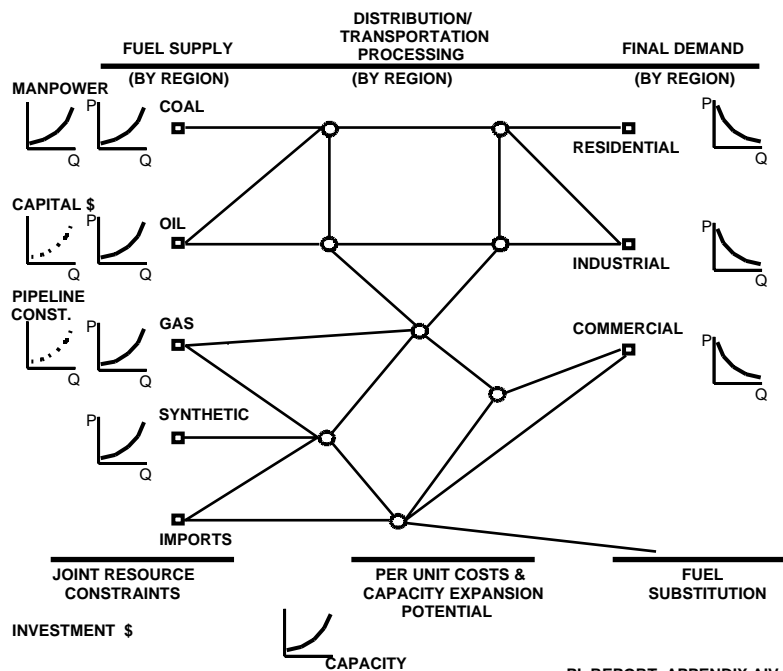 DISTRIBUTION/
TRANSPORTATION
PROCESSING
FUEL SUPPLY
FINAL DEMAND
(BY REGION)
(BY REGION)
(BY REGION)
MANPOWER
P
COAL
Q
Q
RESIDENTIAL
P
Q
CAPITAL $
P
OIL
Q
Q
INDUSTRIAL
P
Q
PIPELINE
CONST.
P
GAS
Q
Q
COMMERCIAL
P
Q
SYNTHETIC
P
Q
IMPORTS
JOINT RESOURCE
CONSTRAINTS
PER UNIT COSTS &
CAPACITY EXPANSION
POTENTIAL
FUEL
SUBSTITUTION
INVESTMENT $
CAPACITY